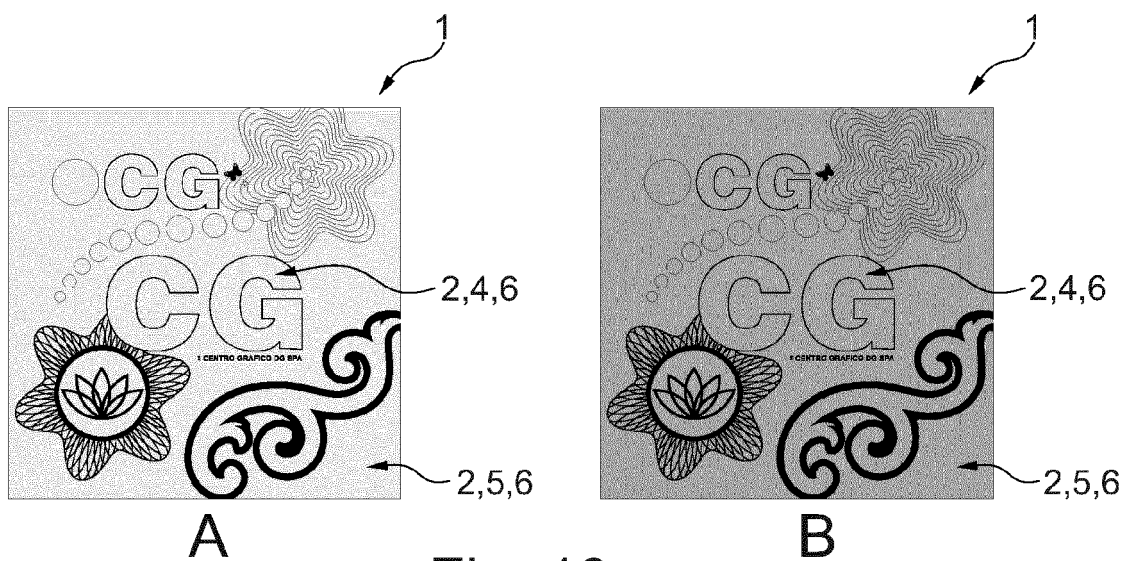 1
1
CG
CG
CG
CG
2,4,6
2,4,6
1 CENTRO GRAFICO DG SPA
CENTRO GRAFICO DG SPA
2,5,6
2,5,6
A
B